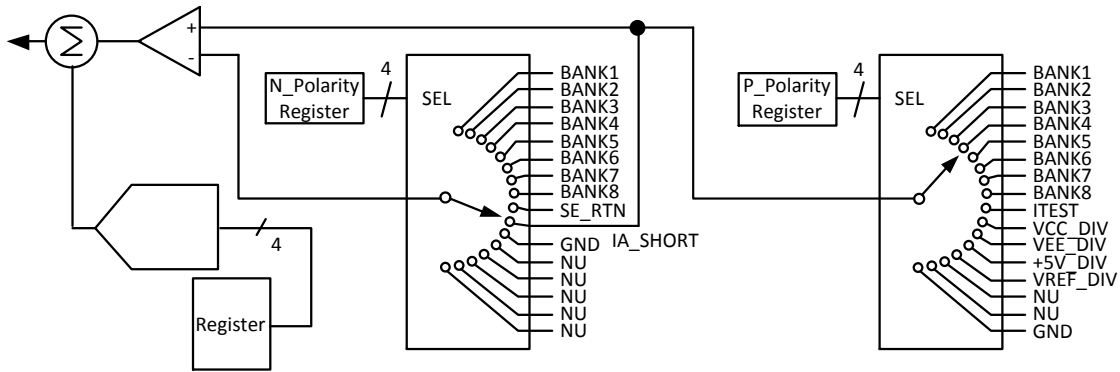 Σ
+
-
N_Polarity
Register
4
SEL
BANK1
BANK2
BANK3
BANK4
BANK5
BANK6
BANK7
BANK8
SE_RTN
IA_SHORT
GND
NU
NU
NU
NU
NU
P_Polarity
Register
4
SEL
BANK1
BANK2
BANK3
BANK4
BANK5
BANK6
BANK7
BANK8
ITEST
VCC_DIV
VEE_DIV
+5V_DIV
VREF_DIV
NU
NU
GND
4
Register